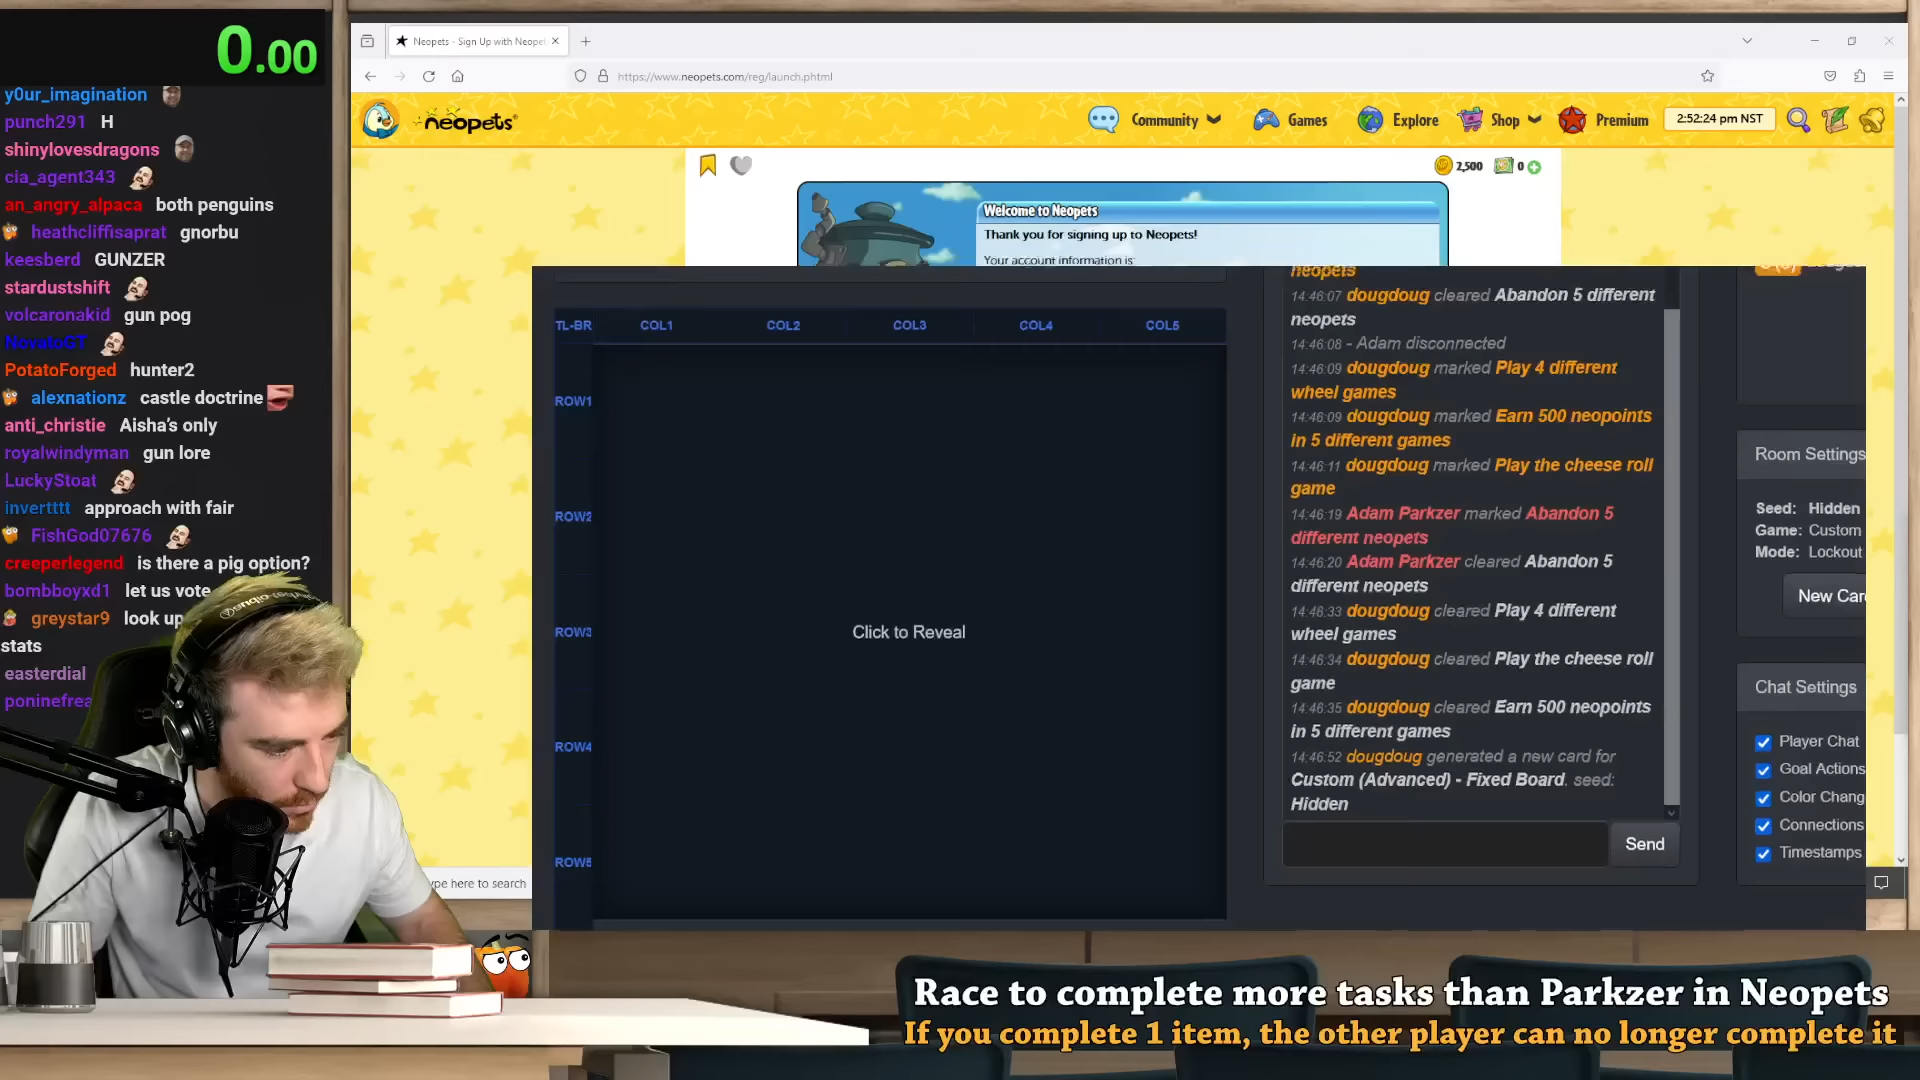 0.00
y0ur_imagination
punch291 H
shinylovesdragons
cia_agent343
an_angry_alpaca both penguins
heathcliffisaprat gnorbu
keesberd GUNZER
stardustshift
volcaronakid gun pog
NovatoGT
PotatoForged hunter2
alexnationz castle doctrine
anti_christie Aisha's only
royalwindyman gun lore
LuckyStoat
invertttt approach with fair
FishGod07676
creeperlegend is there a pig option?
bombboyxd1 let us vote
greystar9 look up
stats
easterdial
poninefrea
Neopets - Sign Up with Neopet
https://www.neopets.com/reg/launch.phtml
neopets
Community
Games
Explore
Shop
Premium
2:52:24 pm NST
2,500
0
Welcome to Neopets
Thank you for signing up to Neopets!
Your account information is:
TL-BR COL1 COL2 COL3 COL4 COL5
ROW1
ROW2
ROW3
ROW4
ROW5
Click to Reveal
neopets
14:46:07 dougdoug cleared Abandon 5 different
neopets
14:46:08 - Adam disconnected
14:46:09 dougdoug marked Play 4 different
wheel games
14:46:09 dougdoug marked Earn 500 neopoints
in 5 different games
14:46:11 dougdoug marked Play the cheese roll
game
14:46:19 Adam Parkzer marked Abandon 5
different neopets
14:46:20 Adam Parkzer cleared Abandon 5
different neopets
14:46:33 dougdoug cleared Play 4 different
wheel games
14:46:34 dougdoug cleared Play the cheese roll
game
14:46:35 dougdoug cleared Earn 500 neopoints
in 5 different games
14:46:52 dougdoug generated a new card for
Custom (Advanced) - Fixed Board. seed:
Hidden
Send
Room Settings
Seed: Hidden
Game: Custom
Mode: Lockout
New Car
Chat Settings
Player Chat
Goal Actions
Color Chang
Connections
Timestamps
ype here to search
Race to complete more tasks than Parkzer in Neopets
If you complete 1 item, the other player can no longer complete it